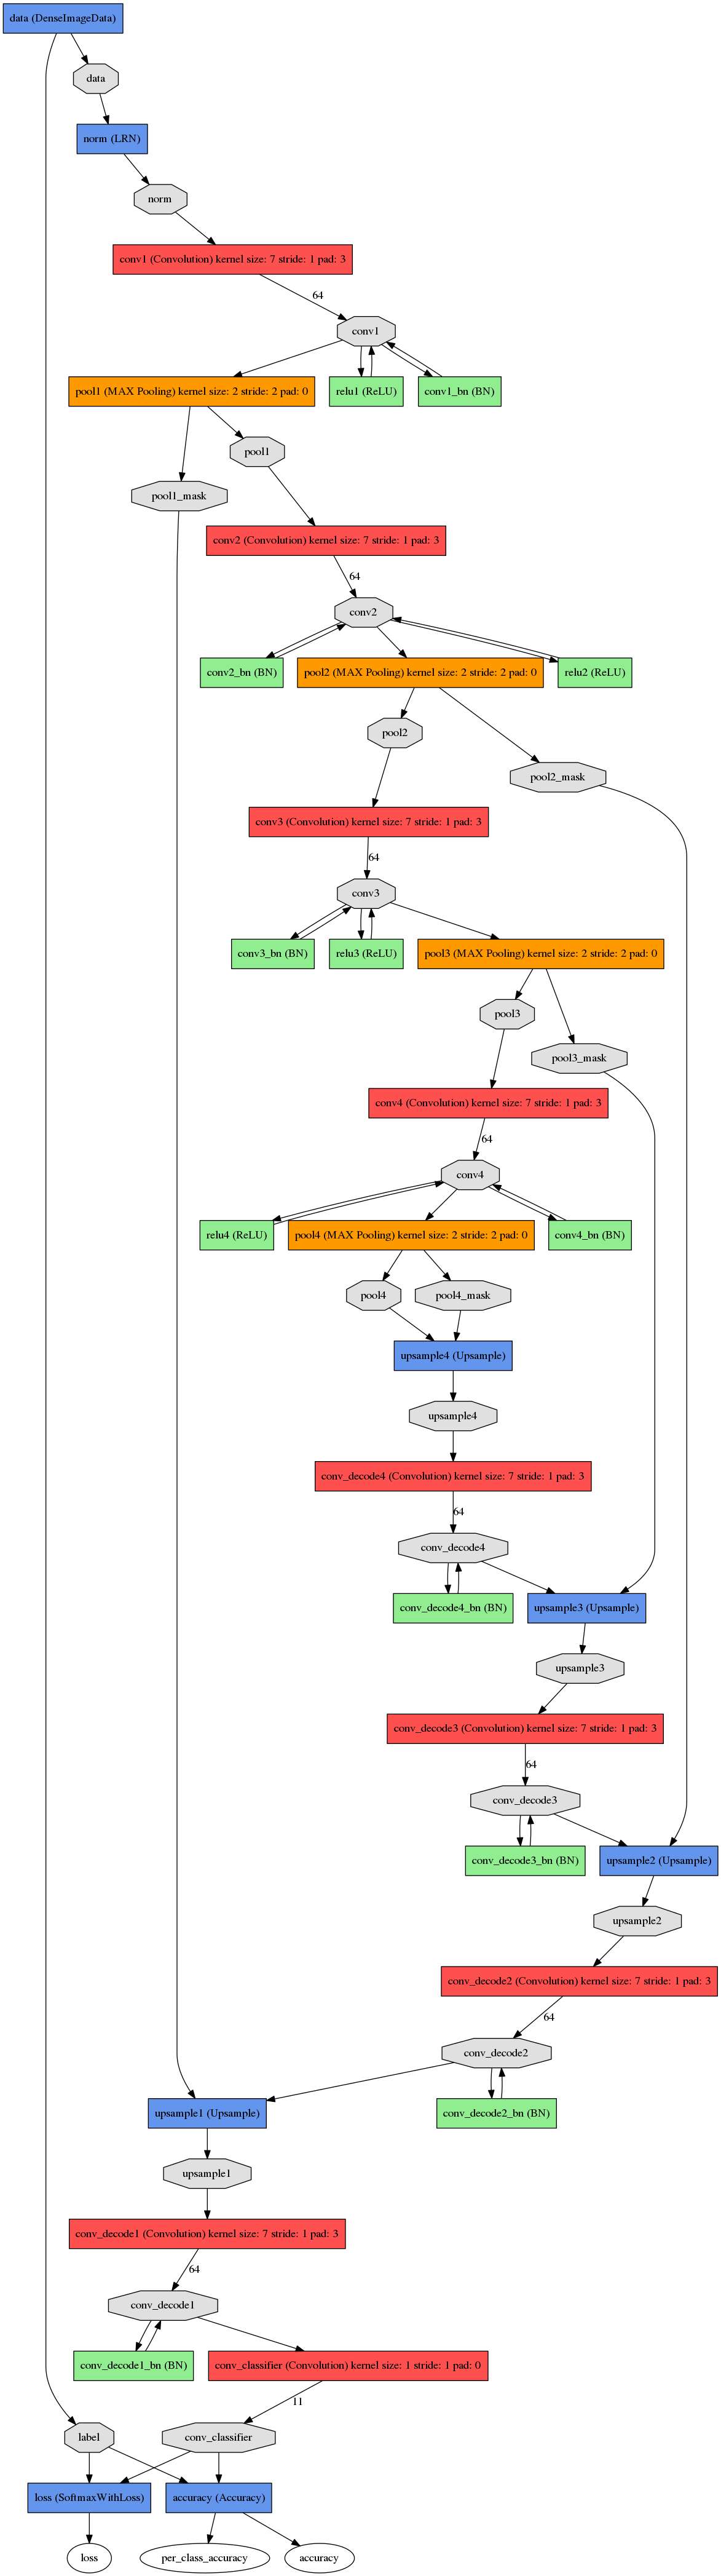 data (DenseImageData)
data
norm (LRN)
norm
conv1 (Convolution) kernel size: 7 stride: 1 pad: 3
64
conv1
pool1 (MAX Pooling) kernel size: 2 stride: 2 pad: 0
relu1 (ReLU)
conv1_bn (BN)
pool1
pool1_mask
conv2 (Convolution) kernel size: 7 stride: 1 pad: 3
64
conv2
conv2_bn (BN)
pool2 (MAX Pooling) kernel size: 2 stride: 2 pad: 0
relu2 (ReLU)
pool2
pool2_mask
conv3 (Convolution) kernel size: 7 stride: 1 pad: 3
64
conv3
conv3_bn (BN)
relu3 (ReLU)
pool3 (MAX Pooling) kernel size: 2 stride: 2 pad: 0
pool3
pool3_mask
conv4 (Convolution) kernel size: 7 stride: 1 pad: 3
64
conv4
relu4 (ReLU)
pool4 (MAX Pooling) kernel size: 2 stride: 2 pad: 0
conv4_bn (BN)
pool4
pool4_mask
upsample4 (Upsample)
upsample4
conv_decode4 (Convolution) kernel size: 7 stride: 1 pad: 3
64
conv_decode4
conv_decode4_bn (BN)
upsample3 (Upsample)
upsample3
conv_decode3 (Convolution) kernel size: 7 stride: 1 pad: 3
64
conv_decode3
conv_decode3_bn (BN)
upsample2 (Upsample)
upsample2
conv_decode2 (Convolution) kernel size: 7 stride: 1 pad: 3
64
conv_decode2
upsample1 (Upsample)
conv_decode2_bn (BN)
upsample1
conv_decode1 (Convolution) kernel size: 7 stride: 1 pad: 3
64
conv_decode1
conv_decode1_bn (BN)
conv_classifier (Convolution) kernel size: 1 stride: 1 pad: 0
11
label
conv_classifier
loss (SoftmaxWithLoss)
accuracy (Accuracy)
loss
per_class_accuracy
accuracy